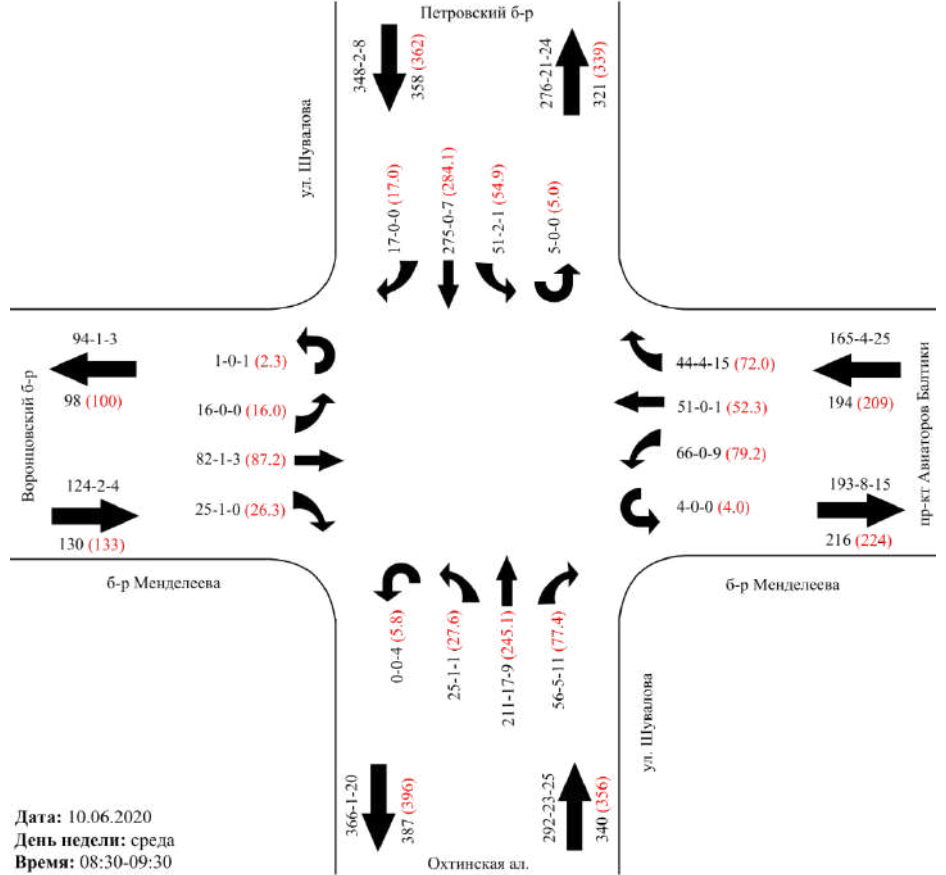 Петровский б-р
348-2-8
358 (362)
276-21-24
321 (339)
ул. Шувалова
17-0-0 (17.0)
275-0-7 (284.1)
51-2-1 (54.9)
5-0-0 (5.0)
94-1-3
98 (100)
Воронцовский б-р
124-2-4
130 (133)
б-р Менделеева
1-0-1 (2.3)
16-0-0 (16.0)
82-1-3 (87.2)
25-1-0 (26.3)
44-4-15 (72.0)
51-0-1 (52.3)
66-0-9 (79.2)
4-0-0 (4.0)
165-4-25
194 (209)
пр-кт Авиаторов Балтики
193-8-15
216 (224)
б-р Менделеева
0-0-4 (5.8)
25-1-1 (27.6)
211-17-9 (245.1)
56-5-11 (77.4)
ул. Шувалова
366-1-20
387 (396)
292-23-25
340 (356)
Охтинская ал.
Дата: 10.06.2020
День недели: среда
Время: 08:30-09:30